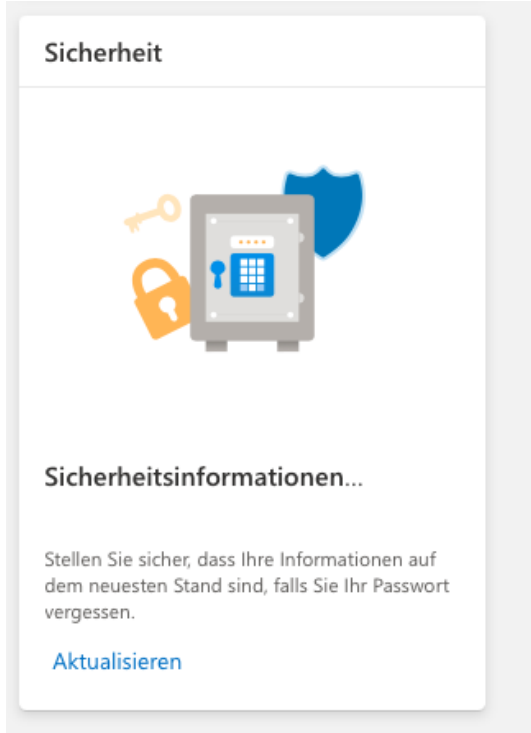 Sicherheit
Sicherheitsinformationen...
Stellen Sie sicher, dass Ihre Informationen auf
dem neuesten Stand sind, falls Sie Ihr Passwort
vergessen.
Aktualisieren